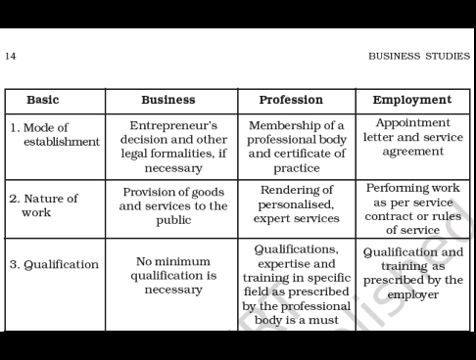 14
BUSINESS STUDIES
Basic
Business
Profession
Employment
1. Mode of
establishment
Entrepreneur's
decision and other
legal formalities, if
necessary
Membership of a
professional body
and certificate of
practice
Appointment
letter and service
agreement
2. Nature of
work
Provision of goods
and services to the
public
Rendering of
personalised,
expert services
Performing work
as per service
contract or rules
of service
3. Qualification
No minimum
qualification is
necessary
Qualifications,
expertise and
training in specific
field as prescribed
by the professional
body is a must
Qualification and
training as
prescribed by the
employer